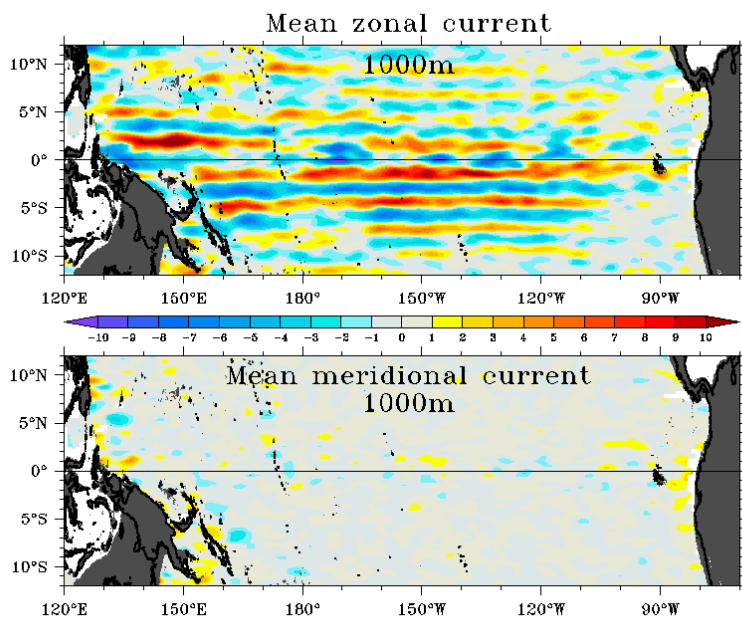 Mean zonal current
1000m
10°N
5°N
0°
5°S
10°S
120°E 150°E 180° 150°W 120°W 90°W
-10 -9 -8 -7 -6 -5 -4 -3 -2 -1 0 1 2 3 4 5 6 7 8 9 10
Mean meridional current
1000m
10°N
5°N
0°
5°S
10°S
120°E 150°E 180° 150°W 120°W 90°W